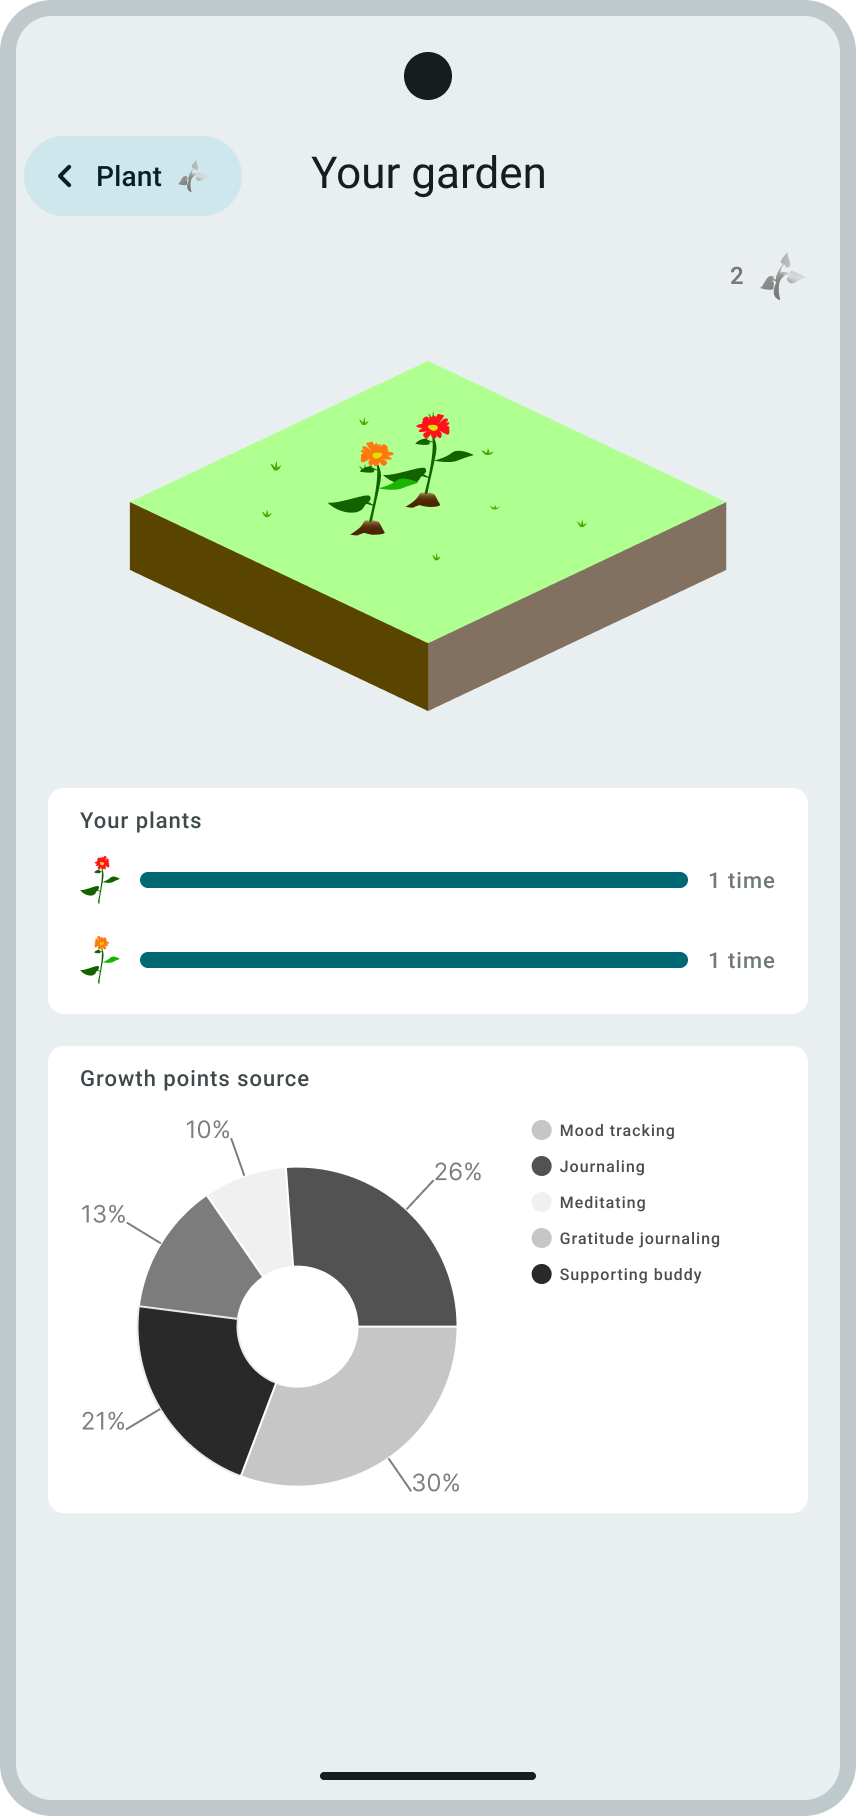 Plant
Your garden
2
Your plants
1 time
1 time
Growth points source
10%
26%
13%
21%
30%
Mood tracking
Journaling
Meditating
Gratitude journaling
Supporting buddy